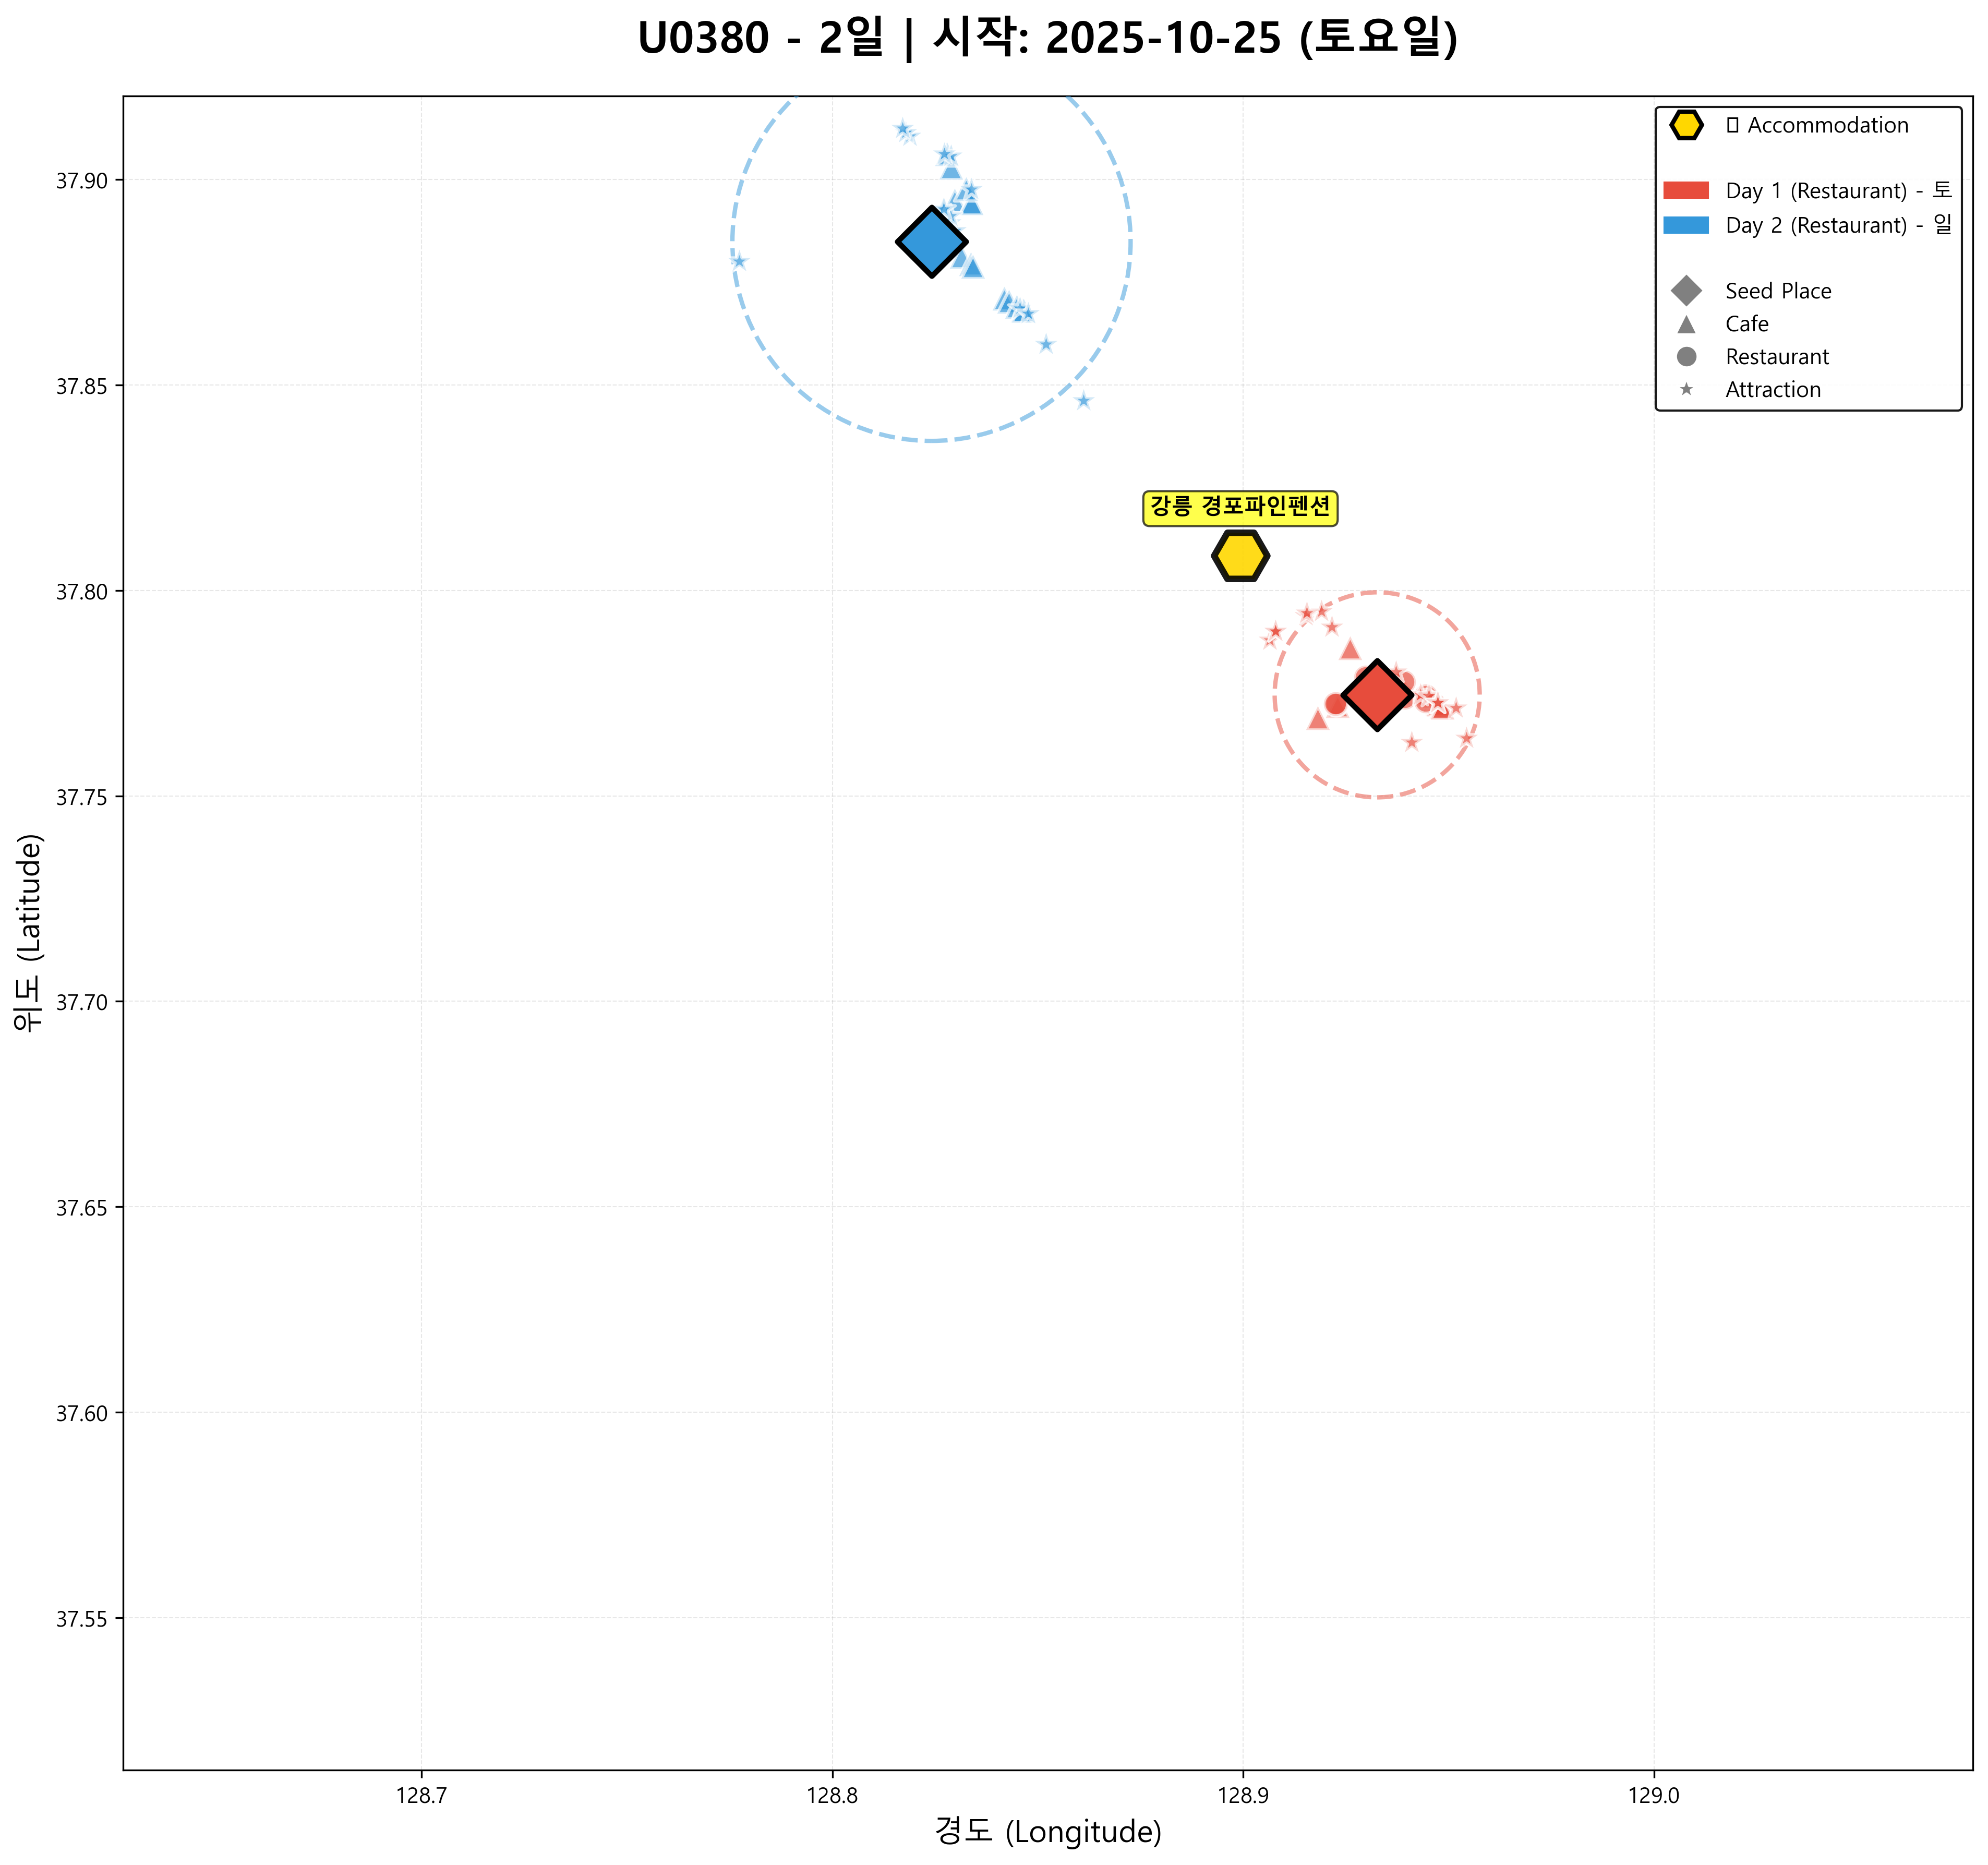 U0380 - 2일 | 시작: 2025-10-25 (토요일)
Accommodation
Day 1 (Restaurant) - 토
Day 2 (Restaurant) - 일
Seed Place
Cafe
Restaurant
Attraction
강릉 경포파인펜션
37.90
37.85
37.80
37.75
37.70
37.65
37.60
37.55
위도 (Latitude)
128.7
128.8
128.9
129.0
경도 (Longitude)